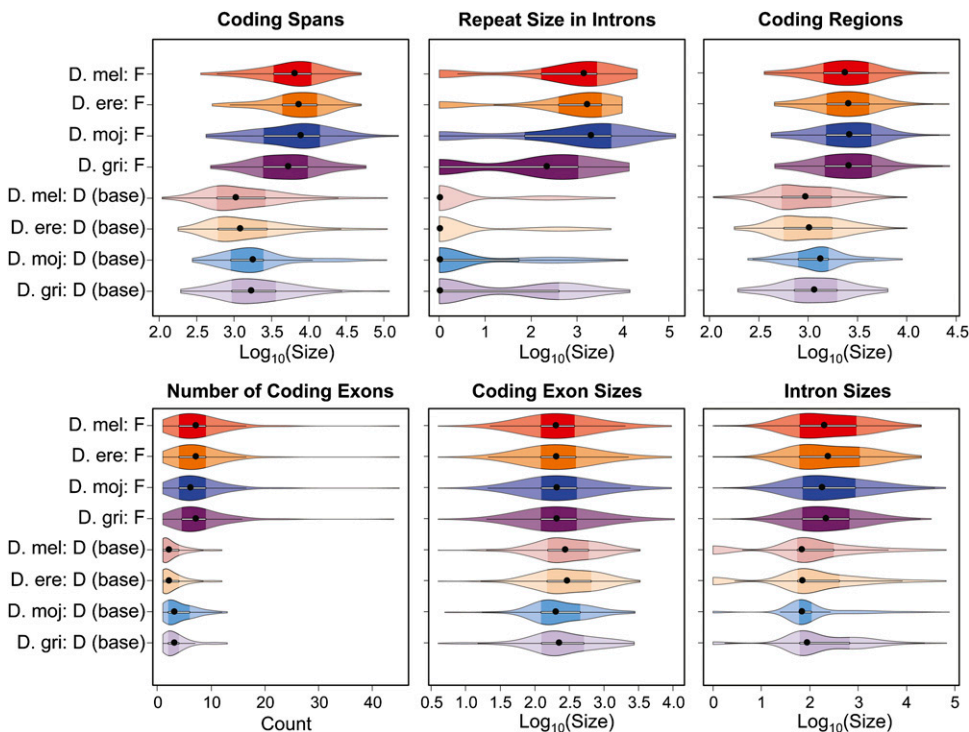 Coding Spans
Repeat Size in Introns
Coding Regions
D. mel: F
D. ere: F
D. moj: F
D. gri: F
D. mel: D (base)
D. ere: D (base)
D. moj: D (base)
D. gri: D (base)
2.0 2.5 3.0 3.5 4.0 4.5 5.0
0 1 2 3 4 5
2.0 2.5 3.0 3.5 4.0 4.5
Log10(Size)
Log10(Size)
Log10(Size)
Number of Coding Exons
Coding Exon Sizes
Intron Sizes
D. mel: F
D. ere: F
D. moj: F
D. gri: F
D. mel: D (base)
D. ere: D (base)
D. moj: D (base)
D. gri: D (base)
0 10 20 30 40
0.5 1.0 1.5 2.0 2.5 3.0 3.5 4.0
0 1 2 3 4 5
Count
Log10(Size)
Log10(Size)